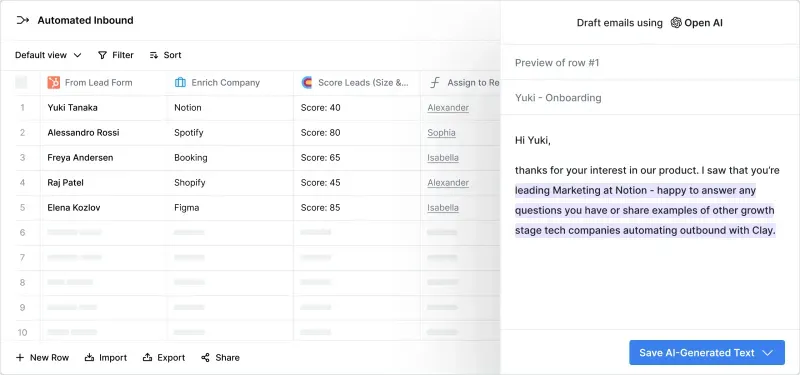 Automated Inbound
Default view
Filter
Sort
From Lead Form
Enrich Company
Score Leads (Size &...
Assign to Re
1 Yuki Tanaka Notion Score: 40 Alexander
2 Alessandro Rossi Spotify Score: 80 Sophia
3 Freya Andersen Booking Score: 65 Isabella
4 Raj Patel Shopify Score: 45 Alexander
5 Elena Kozlov Figma Score: 85 Isabella
6
7
8
9
10
New Row
Import
Export
Share
Draft emails using Open AI
Preview of row #1
Yuki - Onboarding
Hi Yuki,
thanks for your interest in our product. I saw that you're
leading Marketing at Notion - happy to answer any
questions you have or share examples of other growth
stage tech companies automating outbound with Clay.
Save AI-Generated Text